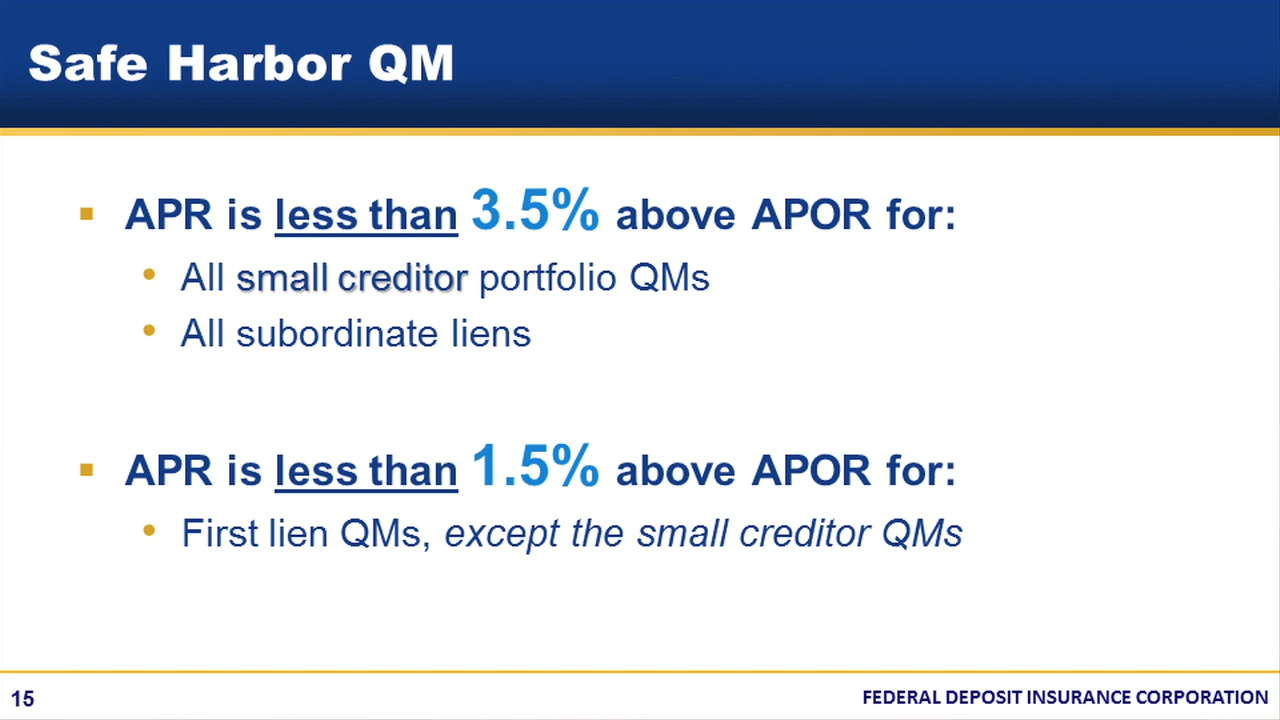 Safe Harbor QM
▪ APR is less than 3.5% above APOR for:
• All small creditor portfolio QMs
• All subordinate liens
▪ APR is less than 1.5% above APOR for:
• First lien QMs, except the small creditor QMs
15
FEDERAL DEPOSIT INSURANCE CORPORATION